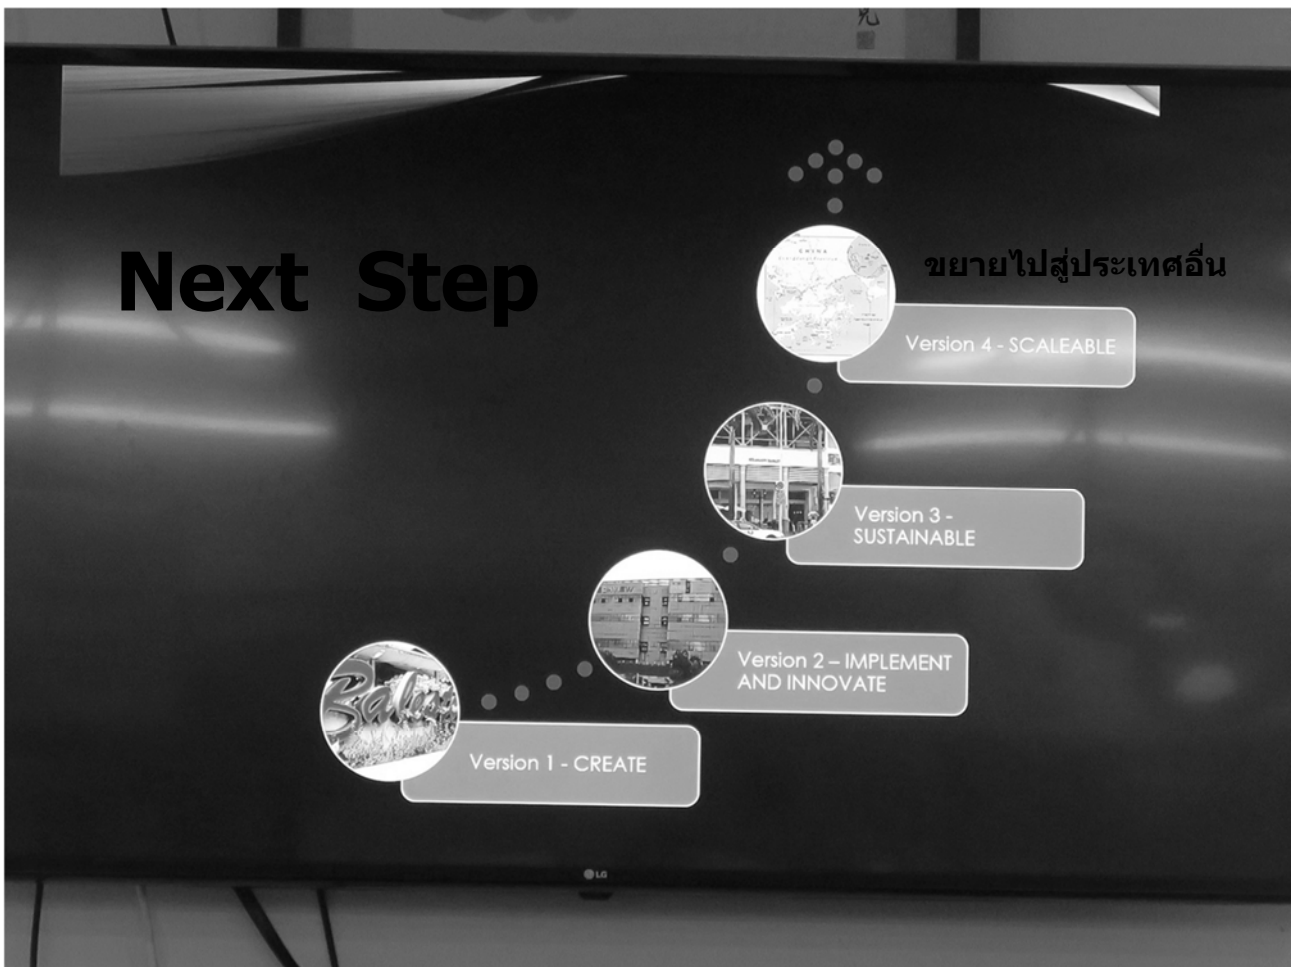 Next Step
ขยายไปสู่ประเทศอื่น
CHINA
Version 4 - SCALEABLE
Version 3 -
SUSTAINABLE
Version 2 – IMPLEMENT
AND INNOVATE
Version 1 - CREATE
LG